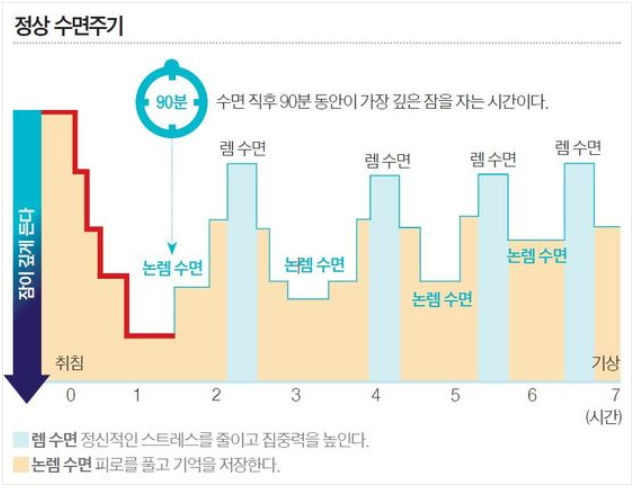 정상 수면주기
90분
수면 직후 90분 동안이 가장 깊은 잠을 자는 시간이다.
렘 수면
렘 수면
렘 수면
렘 수면
잠이 깊게 든다
논렘 수면
논렘 수면
논렘 수면
논렘 수면
취침
기상
0 1 2 3 4 5 6 7
(시간)
렘 수면 정신적인 스트레스를 줄이고 집중력을 높인다.
논렘 수면 피로를 풀고 기억을 저장한다.